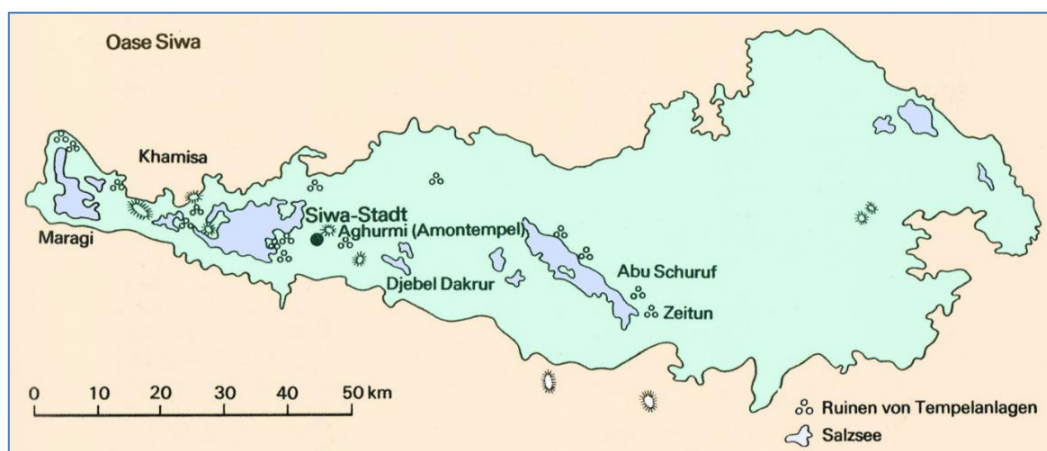 Oase Siwa
Khamisa
Maragi
Siwa-Stadt
Aghurmi (Amontempel)
Djebel Dakrur
Abu Schuruf
Zeitun
0 10 20 30 40 50 km
Ruinen von Tempelanlagen
Salzsee